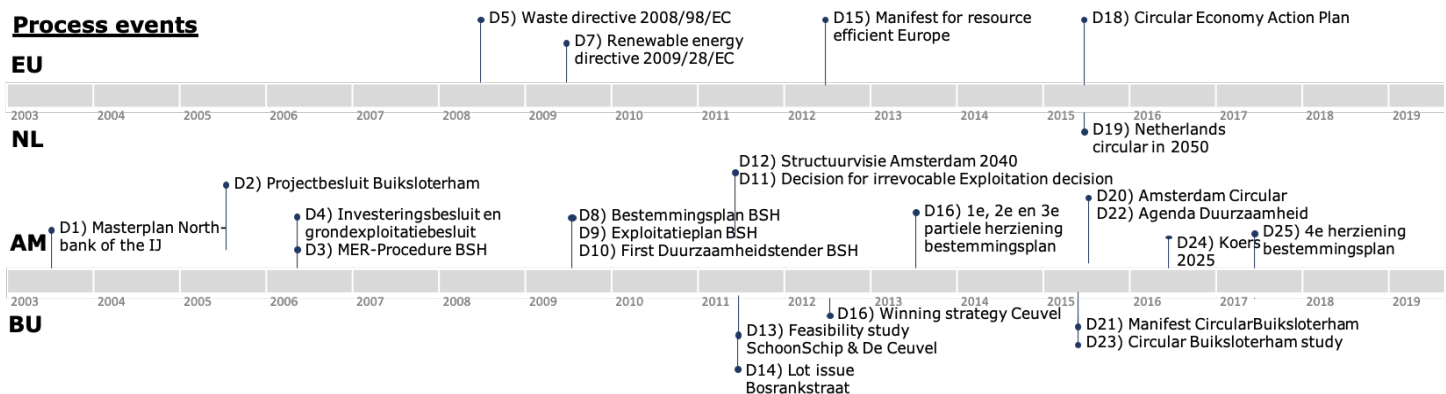 Process events
EU
D5) Waste directive 2008/98/EC
D7) Renewable energy
directive 2009/28/EC
D15) Manifest for resource
efficient Europe
D18) Circular Economy Action Plan
2003 2004 2005 2006 2007 2008 2009 2010 2011 2012 2013 2014 2015 2016 2017 2018 2019
NL
D19) Netherlands
circular in 2050
D12) Structuurvisie Amsterdam 2040
D11) Decision for irrevocable Exploitation decision
D2) Projectbesluit Buiksloterham
D1) Masterplan North-
bank of the IJ
D4) Investeringsbesluit en
grondexploitatiebesluit
D3) MER-Procedure BSH
D8) Bestemmingsplan BSH
D9) Exploitatieplan BSH
D10) First Duurzaamheidstender BSH
D16) 1e, 2e en 3e
partiele herziening
bestemmingsplan
D20) Amsterdam Circular
D22) Agenda Duurzaamheid
D24) Koers
2025
D25) 4e herziening
bestemmingsplan
AM
2003 2004 2005 2006 2007 2008 2009 2010 2011 2012 2013 2014 2015 2016 2017 2018 2019
BU
D16) Winning strategy Ceuvel
D13) Feasibility study
SchoonSchip & De Ceuvel
D14) Lot issue
Bosrankstraat
D21) Manifest CircularBuiksloterham
D23) Circular Buiksloterham study